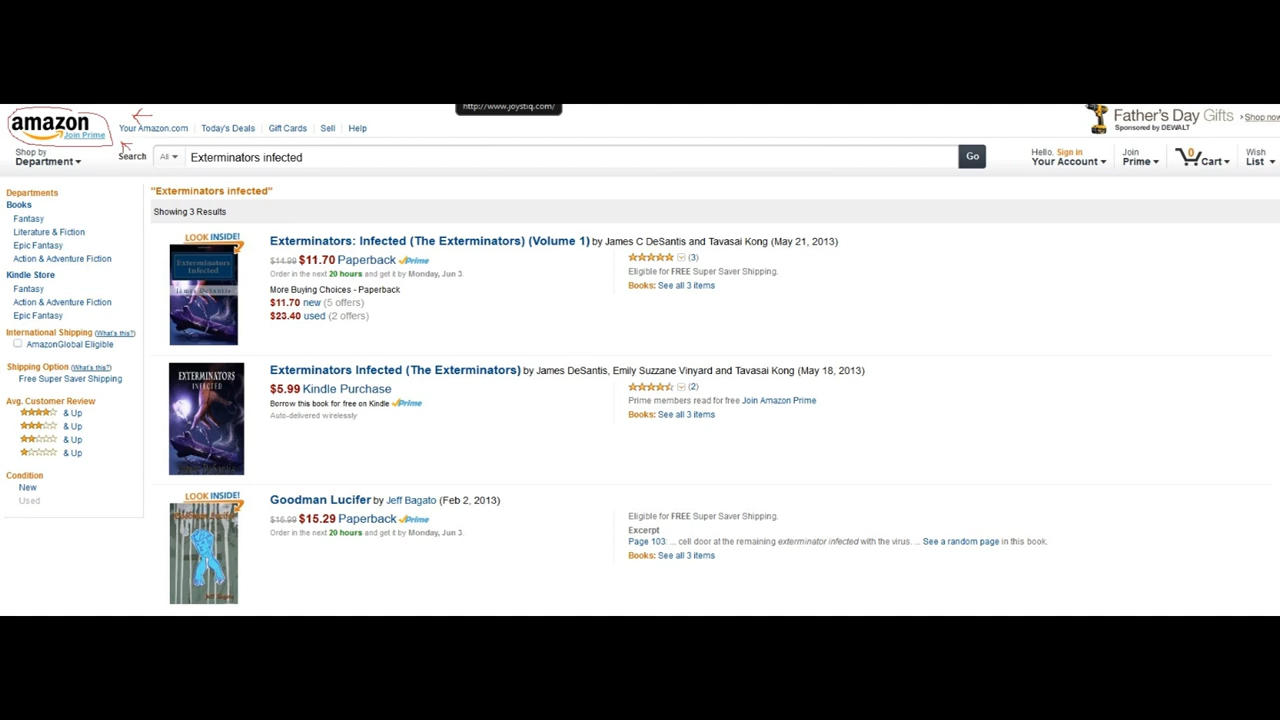 http://www.joystiq.com/
amazon
Join Prime
Your Amazon.com Today's Deals Gift Cards Sell Help
Father's Day Gifts Shop now
Sponsored by DEWALT
Shop by
Department
Search All Exterminators infected Go
Hello. Sign in
Your Account
Join
Prime
0
Cart
Wish
List
Departments
Books
Fantasy
Literature & Fiction
Epic Fantasy
Action & Adventure Fiction
Kindle Store
Fantasy
Action & Adventure Fiction
Epic Fantasy
International Shipping (What's this?)
AmazonGlobal Eligible
Shipping Option (What's this?)
Free Super Saver Shipping
Avg. Customer Review
& Up
& Up
& Up
& Up
Condition
New
Used
"Exterminators infected"
Showing 3 Results
LOOK INSIDE!
Exterminators
Infected
James DeSantis
Exterminators: Infected (The Exterminators) (Volume 1) by James C DeSantis and Tavasai Kong (May 21, 2013)
$14.99 $11.70 Paperback Prime
Order in the next 20 hours and get it by Monday, Jun 3.
More Buying Choices - Paperback
$11.70 new (5 offers)
$23.40 used (2 offers)
(3)
Eligible for FREE Super Saver Shipping.
Books: See all 3 items
EXTERMINATORS
INFECTED
Exterminators Infected (The Exterminators) by James DeSantis, Emily Suzzane Vinyard and Tavasai Kong (May 18, 2013)
$5.99 Kindle Purchase
Borrow this book for free on Kindle Prime
Auto-delivered wirelessly
(2)
Prime members read for free Join Amazon Prime
Books: See all 3 items
LOOK INSIDE!
Goodman Lucifer by Jeff Bagato (Feb 2, 2013)
$16.99 $15.29 Paperback Prime
Order in the next 20 hours and get it by Monday, Jun 3.
Eligible for FREE Super Saver Shipping.
Excerpt
Page 103: ... cell door at the remaining exterminator infected with the virus. ... See a random page in this book.
Books: See all 3 items